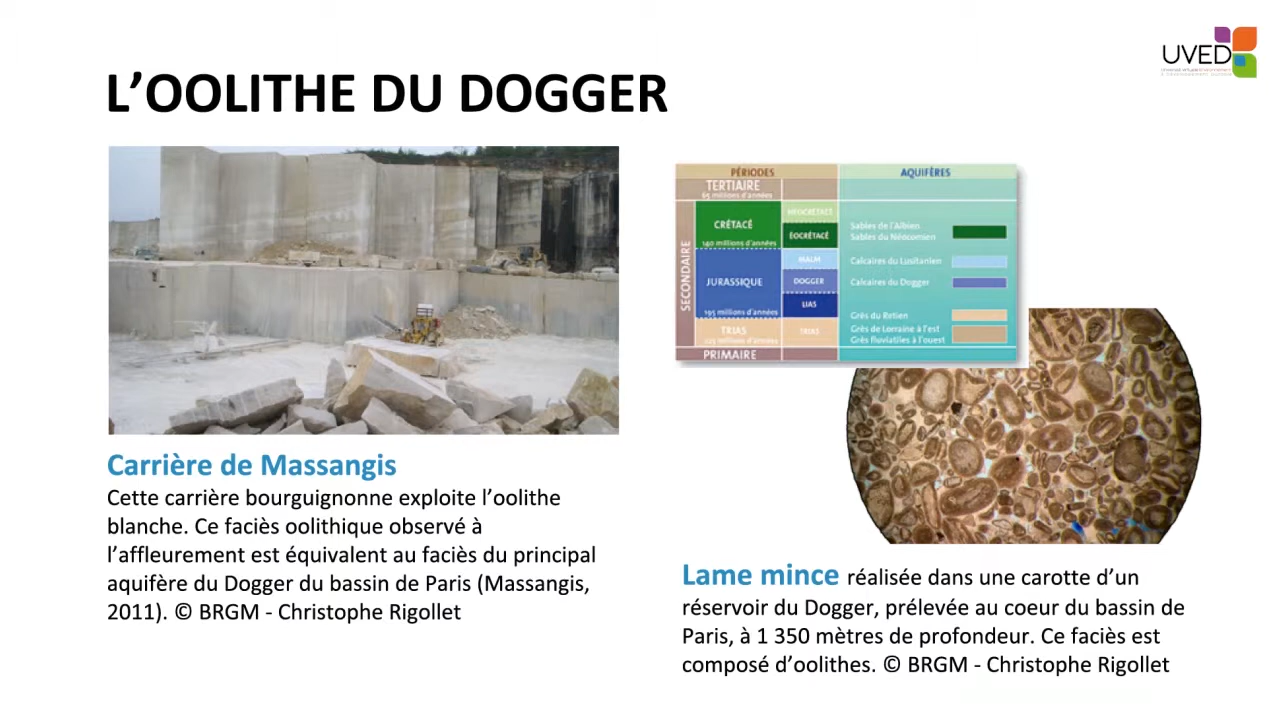 UVED
L'OOLITHE DU DOGGER
PÉRIODES
AQUIFÈRES
TERTIAIRE
65 millions d'années
SECONDAIRE
CRÉTACÉ
140 millions d'années
NÉOCRÉTACÉ
ÉOCRÉTACÉ
Sables de l'Albien
Sables du Néocomien
JURASSIQUE
195 millions d'années
MALM
DOGGER
LIAS
Calcaires du Lusitanien
Calcaires du Dogger
TRIAS
225 millions d'années
TRIAS
Grès du Retien
Grès de Lorraine à l'est
Grès fluviatiles à l'ouest
PRIMAIRE
Carrière de Massangis
Cette carrière bourguignonne exploite l'oolithe
blanche. Ce faciès oolithique observé à
l'affleurement est équivalent au faciès du principal
aquifère du Dogger du bassin de Paris (Massangis,
2011). © BRGM - Christophe Rigollet
Lame mince réalisée dans une carotte d'un
réservoir du Dogger, prélevée au coeur du bassin de
Paris, à 1 350 mètres de profondeur. Ce faciès est
composé d'oolithes. © BRGM - Christophe Rigollet